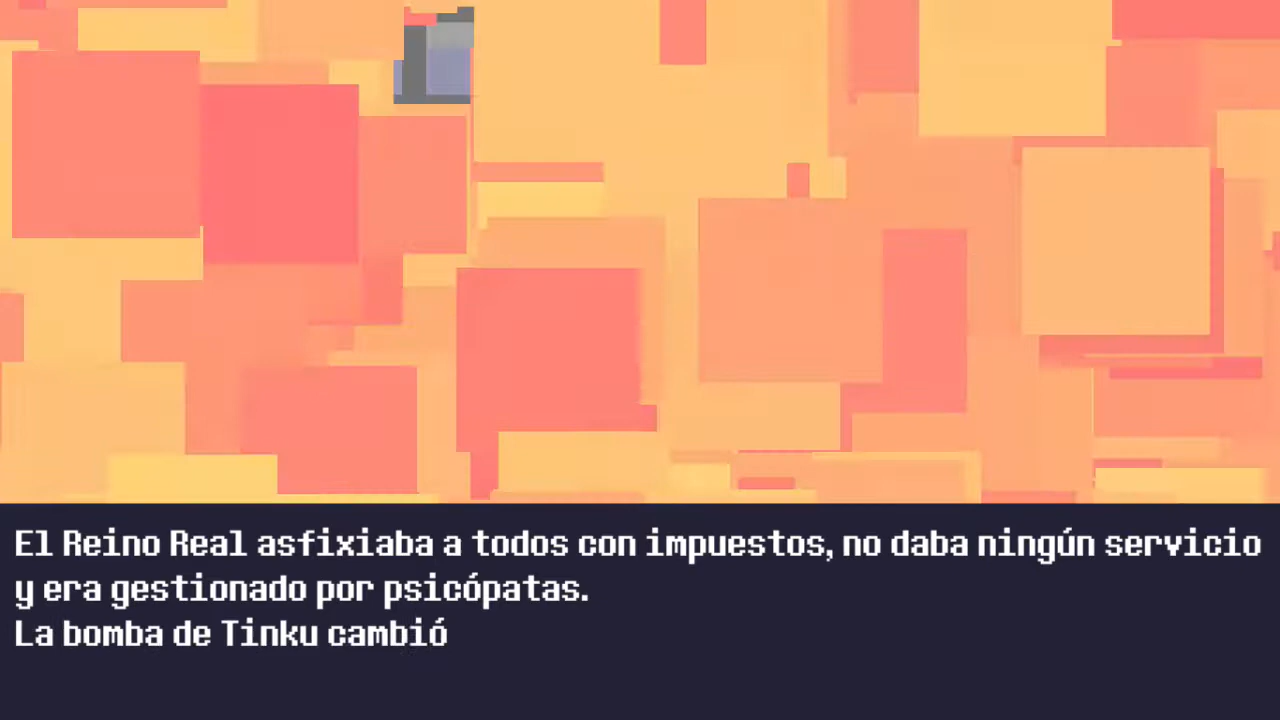 El Reino Real asfixiaba a todos con impuestos, no daba ningún servicio
y era gestionado por psicópatas.
La bomba de Tinku cambió